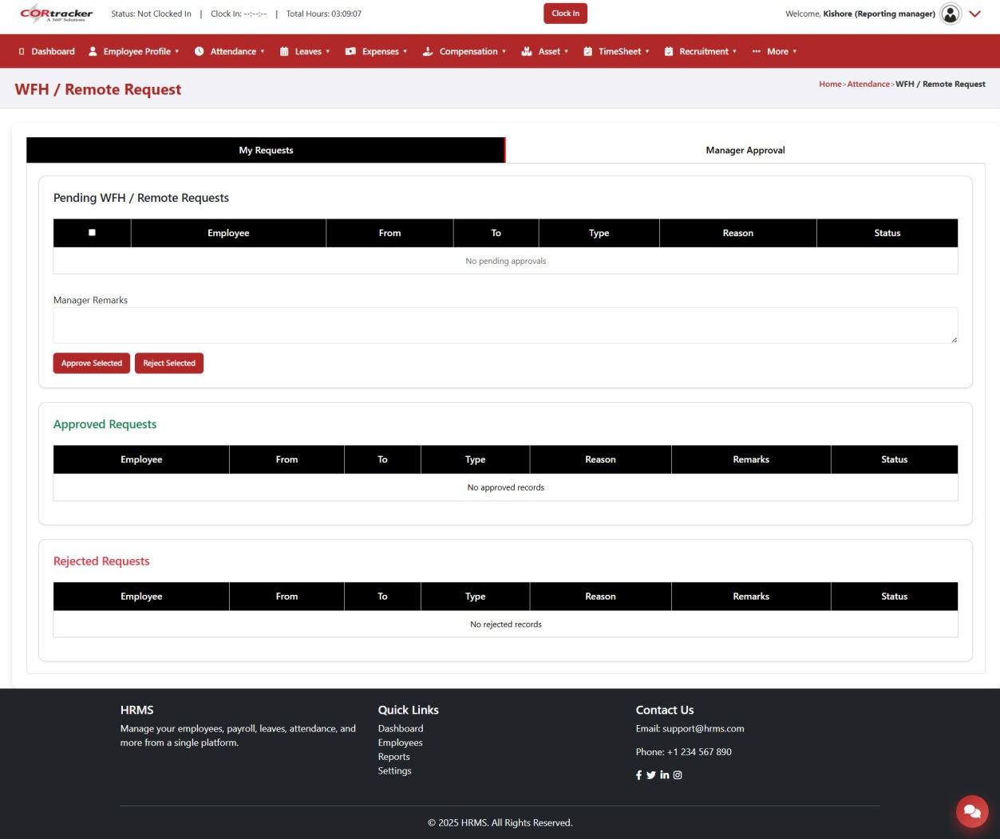 CORtracker
A 360° Solutions
Status: Not Clocked In | Clock In: --:--:-- | Total Hours: 03:09:07
Clock In
Welcome, Kishore (Reporting manager)
Dashboard Employee Profile Attendance Leaves Expenses Compensation Asset TimeSheet Recruitment ••• More
WFH / Remote Request
Home>Attendance>WFH / Remote Request
My Requests Manager Approval
Pending WFH / Remote Requests
Employee From To Type Reason Status
No pending approvals
Manager Remarks
Approve Selected Reject Selected
Approved Requests
Employee From To Type Reason Remarks Status
No approved records
Rejected Requests
Employee From To Type Reason Remarks Status
No rejected records
HRMS
Manage your employees, payroll, leaves, attendance, and
more from a single platform.
Quick Links
Dashboard
Employees
Reports
Settings
Contact Us
Email: support@hrms.com
Phone: +1 234 567 890
© 2025 HRMS. All Rights Reserved.